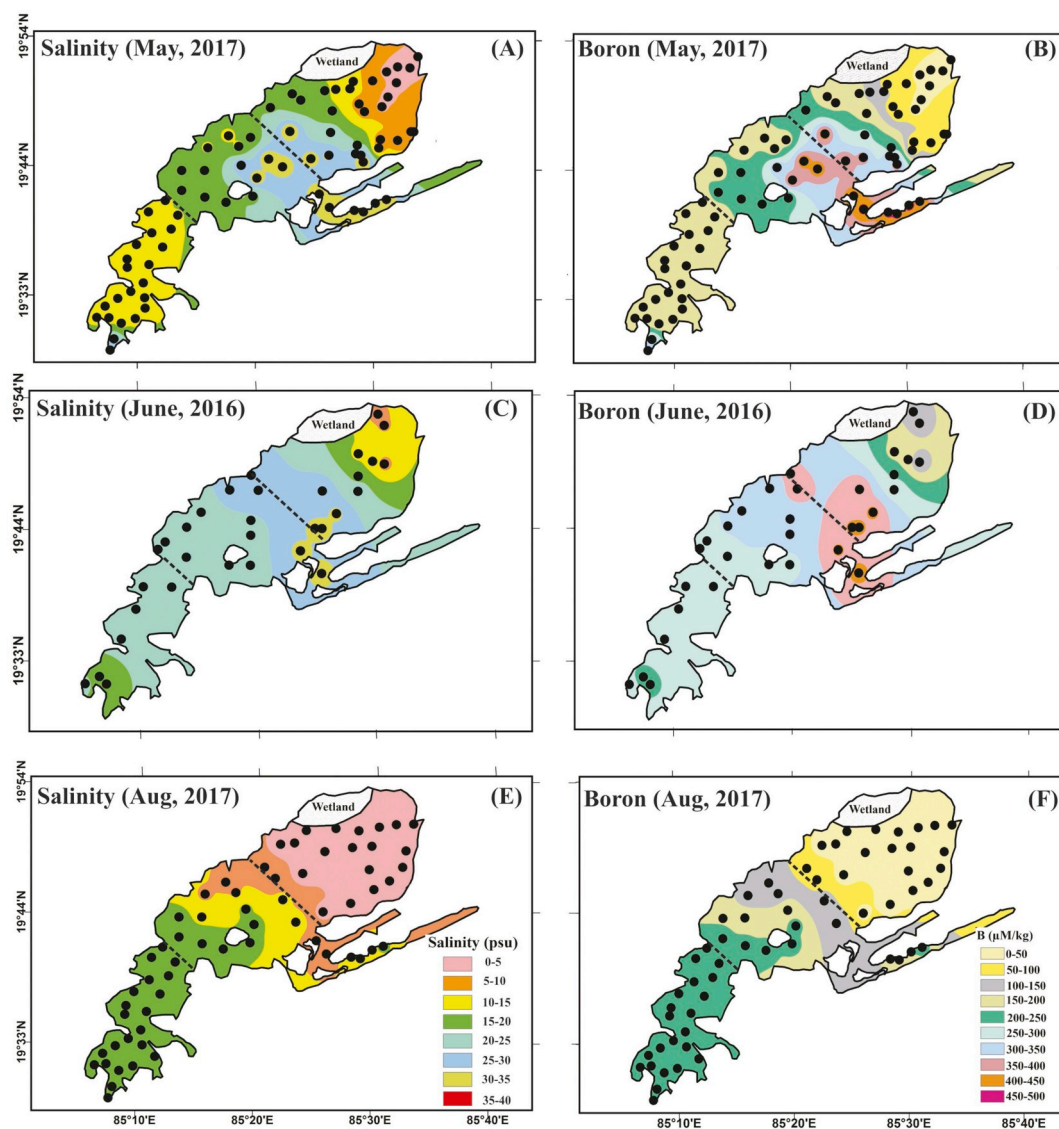 Salinity (May, 2017)
(A)
Wetland
19°54'N
19°44'N
19°33'N
Boron (May, 2017)
(B)
Wetland
Salinity (June, 2016)
(C)
Wetland
19°54'N
19°44'N
19°33'N
Boron (June, 2016)
(D)
Wetland
Salinity (Aug, 2017)
(E)
Wetland
19°54'N
19°44'N
19°33'N
Salinity (psu)
0-5
5-10
10-15
15-20
20-25
25-30
30-35
35-40
85°10'E
85°20'E
85°30'E
85°40'E
Boron (Aug, 2017)
(F)
Wetland
B (µM/kg)
0-50
50-100
100-150
150-200
200-250
250-300
300-350
350-400
400-450
450-500
85°10'E
85°20'E
85°30'E
85°40'E